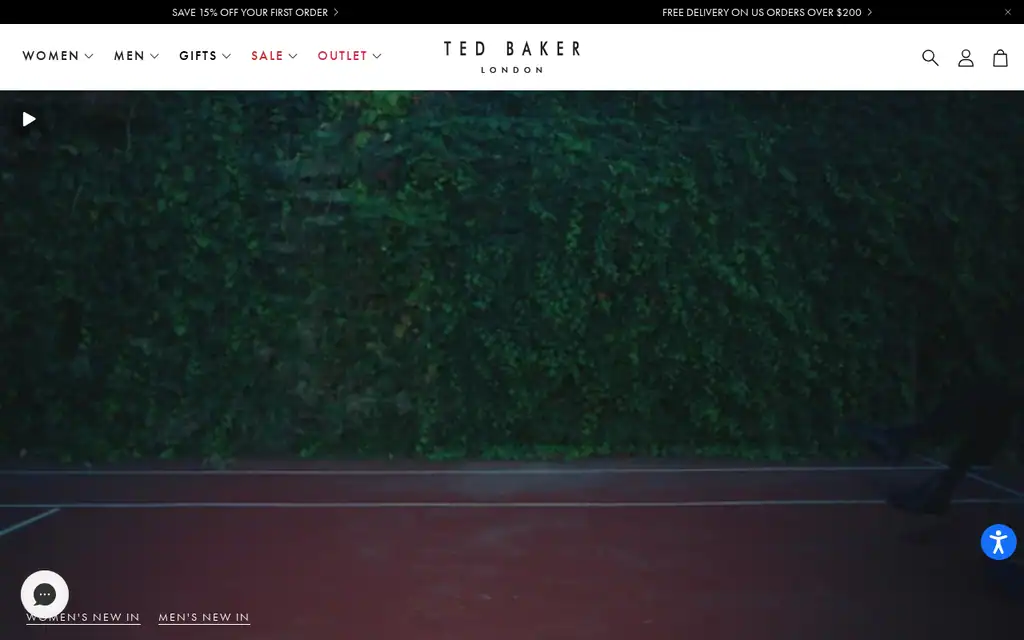 SAVE 15% OFF YOUR FIRST ORDER
FREE DELIVERY ON US ORDERS OVER $200
WOMEN
MEN
GIFTS
SALE
OUTLET
TED BAKER
LONDON
WOMEN'S NEW IN
MEN'S NEW IN